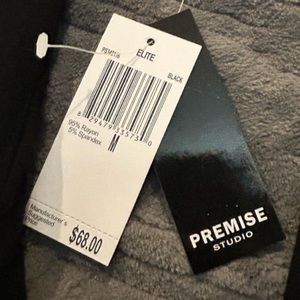 ELITE
BLACK
95% Rayon
5% Spandex
M
Manufacturer's
Suggested
Price
$68.00
PREMISE
STUDIO